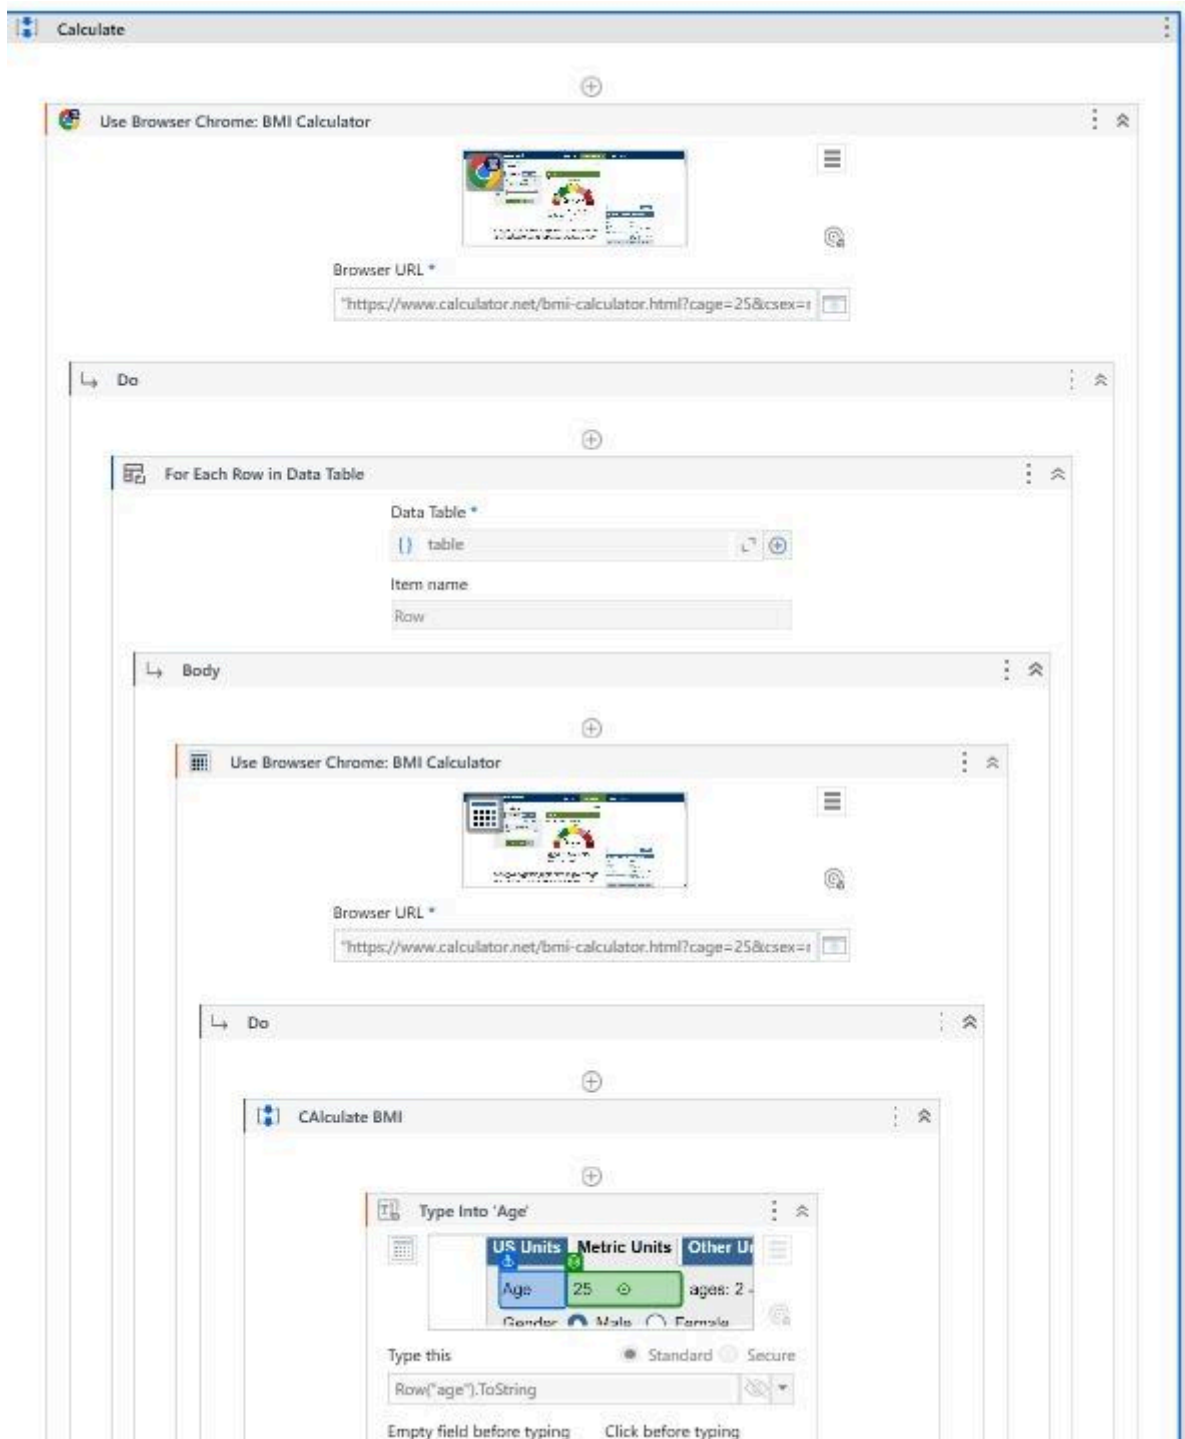 Calculate
Use Browser Chrome: BMI Calculator
Browser URL *
"https://www.calculator.net/bmi-calculator.html?cage=25&csex=
Do
For Each Row in Data Table
Data Table *
{} table
Item name
Row
Body
Use Browser Chrome: BMI Calculator
Browser URL *
"https://www.calculator.net/bmi-calculator.html?cage=25&csex=
Do
CAlculate BMI
Type Into 'Age'
US Units Metric Units Other Un
Age 25 ages: 2 -
Gender Male Female
Type this Standard Secure
Row("age").ToString
Empty field before typing Click before typing